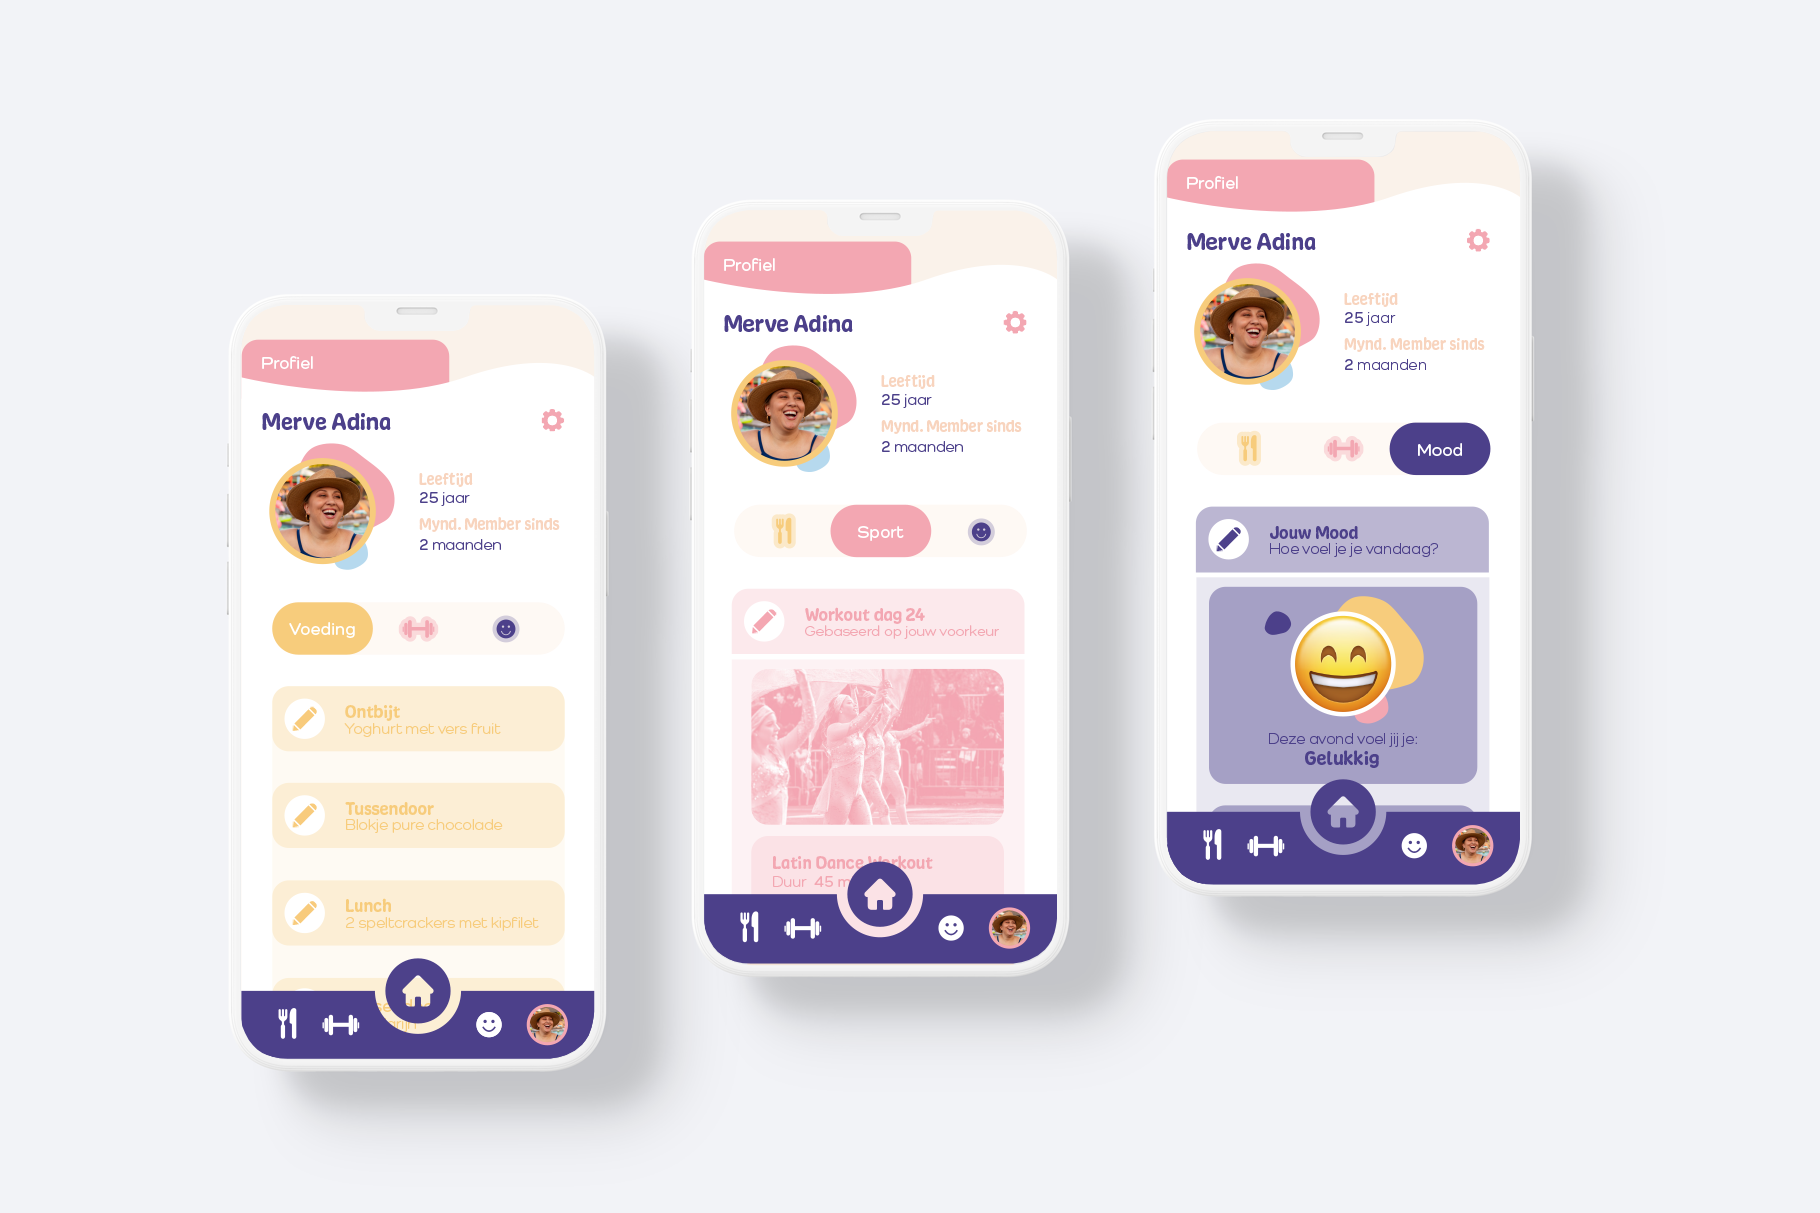 Profiel
Merve Adina
Leeftijd
25 jaar
Mynd. Member sinds
2 maanden
Voeding
Ontbijt
Yoghurt met vers fruit
Tussendoor
Blokje pure chocolade
Lunch
2 speltcrackers met kipfilet
Profiel
Merve Adina
Leeftijd
25 jaar
Mynd. Member sinds
2 maanden
Sport
Workout dag 24
Gebaseerd op jouw voorkeur
Latin Dance Workout
Duur 45 m
Profiel
Merve Adina
Leeftijd
25 jaar
Mynd. Member sinds
2 maanden
Mood
Jouw Mood
Hoe voel je je vandaag?
Deze avond voel jij je:
Gelukkig